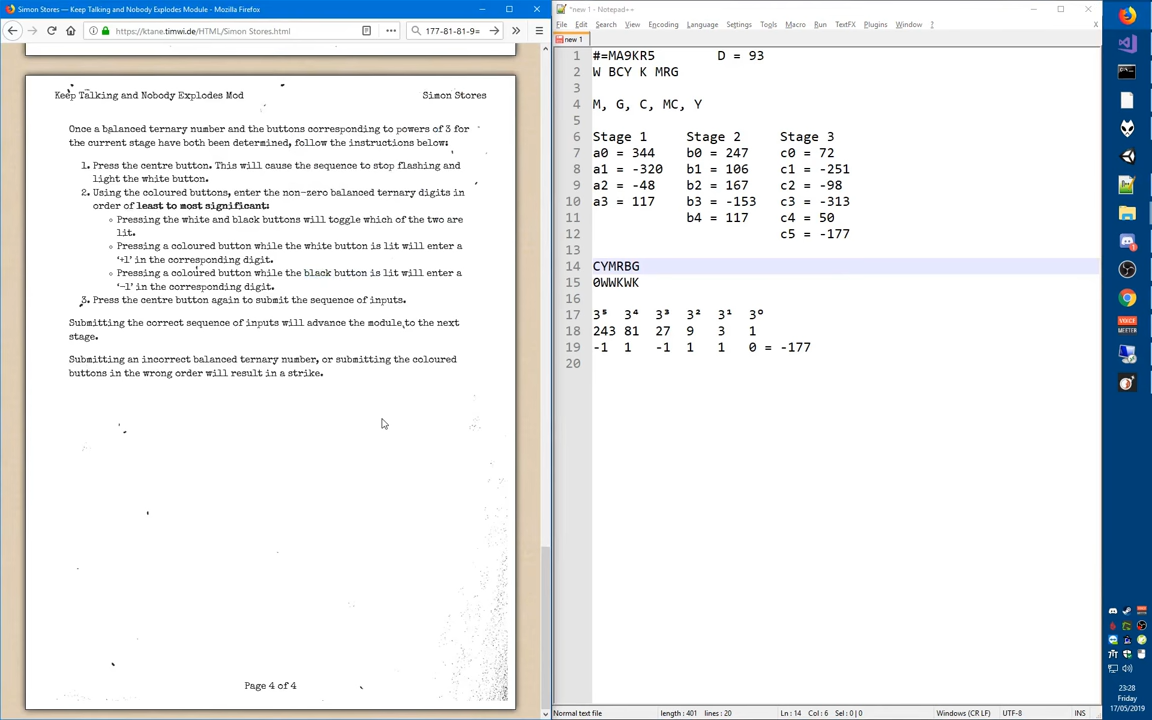 Simon Stores — Keep Talking and Nobody Explodes Module - Mozilla Firefox
https://ktane.timwi.de/HTML/Simon Stores.html
177-81-81-9=
Keep Talking and Nobody Explodes Mod
Simon Stores
Once a balanced ternary number and the buttons corresponding to powers of 3 for
the current stage have both been determined, follow the instructions below:
1. Press the centre button. This will cause the sequence to stop flashing and
light the white button.
2. Using the coloured buttons, enter the non-zero balanced ternary digits in
order of least to most significant:
Pressing the white and black buttons will toggle which of the two are
lit.
Pressing a coloured button while the white button is lit will enter a
‘+1’ in the corresponding digit.
Pressing a coloured button while the black button is lit will enter a
‘−1’ in the corresponding digit.
3. Press the centre button again to submit the sequence of inputs.
Submitting the correct sequence of inputs will advance the module to the next
stage.
Submitting an incorrect balanced ternary number, or submitting the coloured
buttons in the wrong order will result in a strike.
Page 4 of 4
*new 1 - Notepad++
File Edit Search View Encoding Language Settings Tools Macro Run TextFX Plugins Window ?
new 1
1 #=MA9KR5 D = 93
2 W BCY K MRG
3
4 M, G, C, MC, Y
5
6 Stage 1 Stage 2 Stage 3
7 a0 = 344 b0 = 247 c0 = 72
8 a1 = -320 b1 = 106 c1 = -251
9 a2 = -48 b2 = 167 c2 = -98
10 a3 = 117 b3 = -153 c3 = -313
11 b4 = 117 c4 = 50
12 c5 = -177
13
14 CYMRBG
15 0WWKWK
16
17 3⁵ 3⁴ 3³ 3² 3¹ 3⁰
18 243 81 27 9 3 1
19 -1 1 -1 1 1 0 = -177
20
Normal text file length : 401 lines : 20 Ln : 14 Col : 6 Sel : 0 | 0 Windows (CR LF) UTF-8 INS
23:28
Friday
17/05/2019